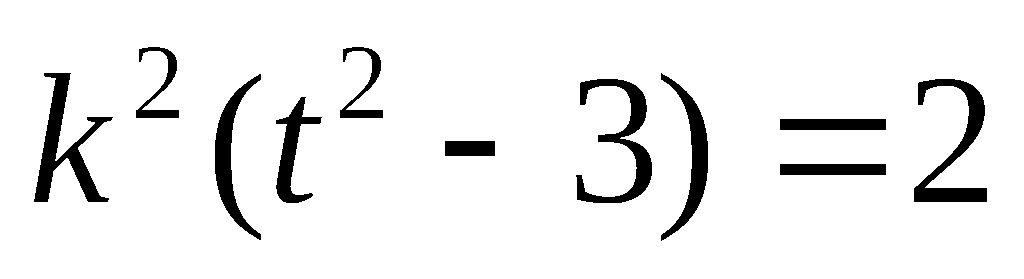 k²(t² - 3) =2